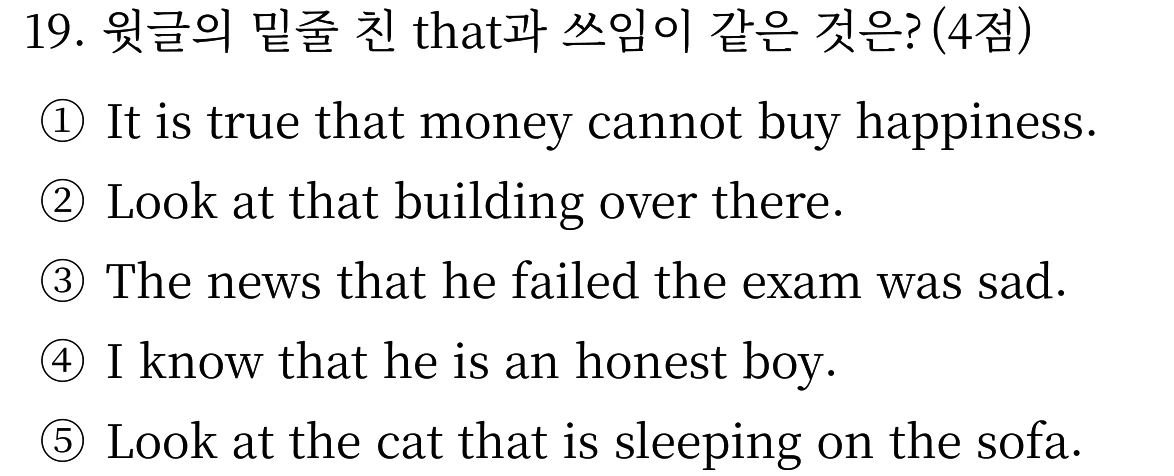 19. 윗글의 밑줄 친 that과 쓰임이 같은 것은? (4점)
① It is true that money cannot buy happiness.
② Look at that building over there.
③ The news that he failed the exam was sad.
④ I know that he is an honest boy.
⑤ Look at the cat that is sleeping on the sofa.